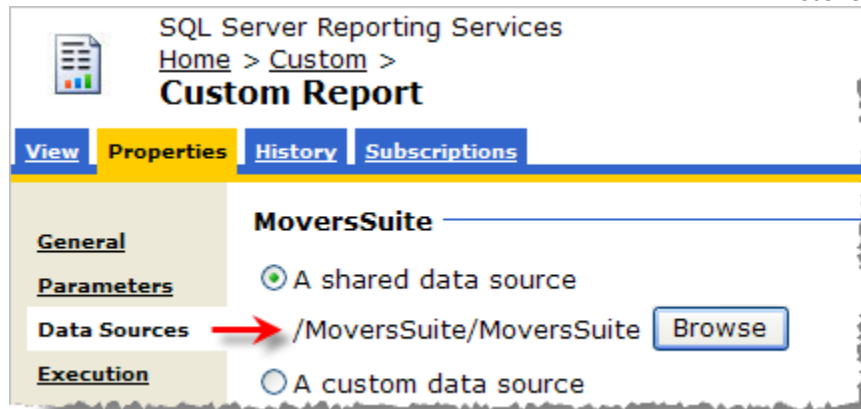 SQL Server Reporting Services
Home > Custom >
Custom Report
View Properties History Subscriptions
MoversSuite
General
A shared data source
Parameters
Data Sources /MoversSuite/MoversSuite Browse
Execution
A custom data source